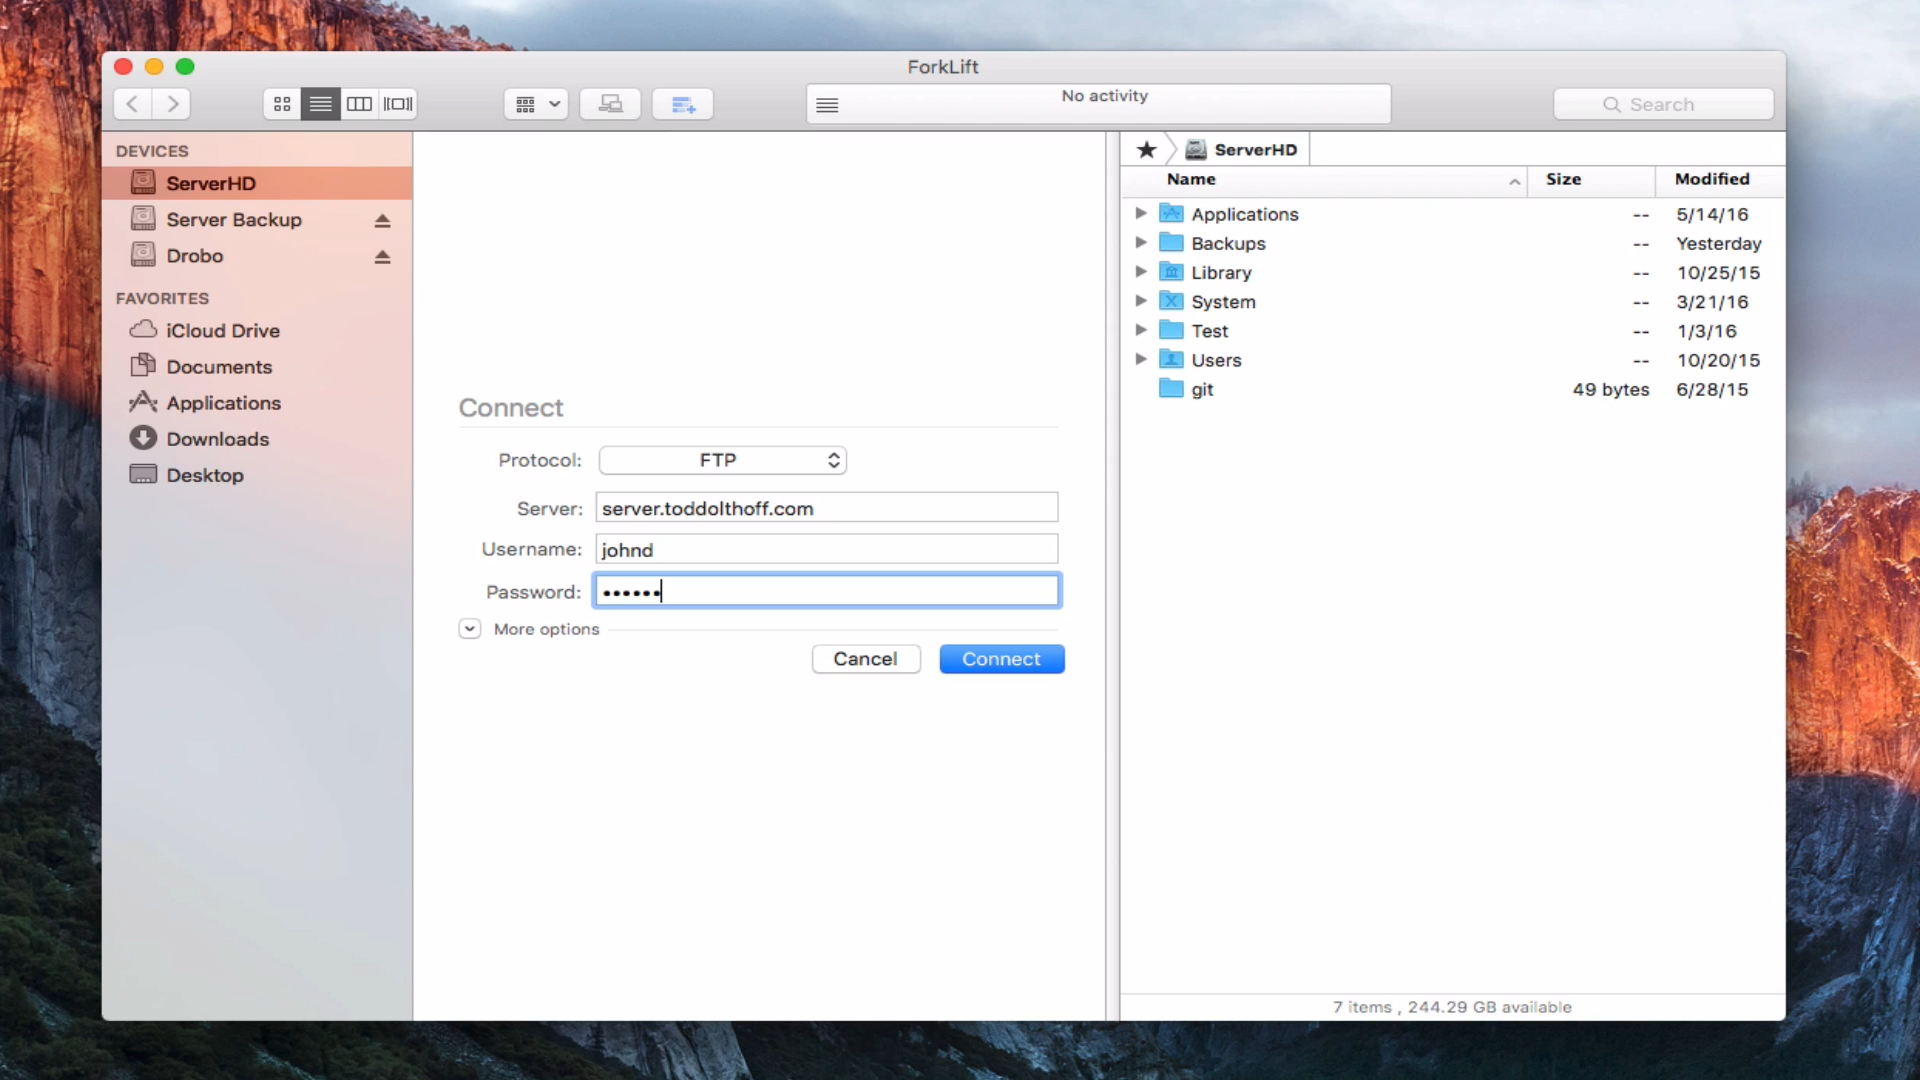 ForkLift
No activity
Search
DEVICES
ServerHD
Server Backup
Drobo
FAVORITES
iCloud Drive
Documents
Applications
Downloads
Desktop
Connect
Protocol: FTP
Server: server.toddolthoff.com
Username: johnd
Password: ••••••
More options
Cancel Connect
ServerHD
Name Size Modified
Applications -- 5/14/16
Backups -- Yesterday
Library -- 10/25/15
System -- 3/21/16
Test -- 1/3/16
Users -- 10/20/15
git 49 bytes 6/28/15
7 items , 244.29 GB available